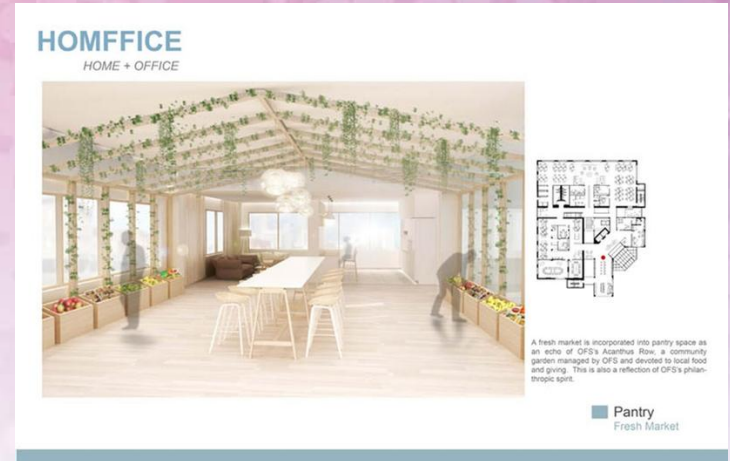 HOMFFICE
HOME + OFFICE
A fresh market is incorporated into pantry space as
an echo of OFS's Acanthus Row, a community
garden managed by OFS and devoted to local food
and giving. This is also a reflection of OFS's philan-
thropic spirit.
Pantry
Fresh Market